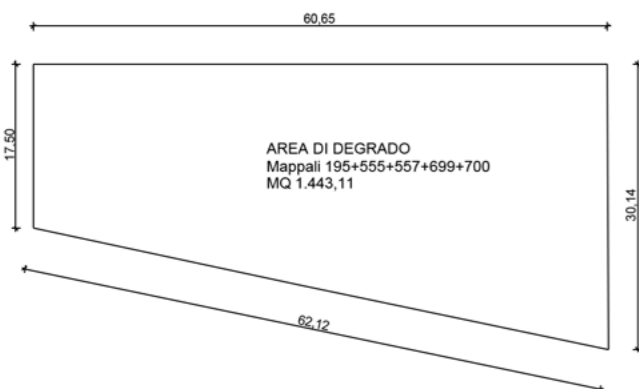 60,65
17.50
AREA DI DEGRADO
Mappali 195+555+557+699+700
MQ 1.443,11
30,14
62,12